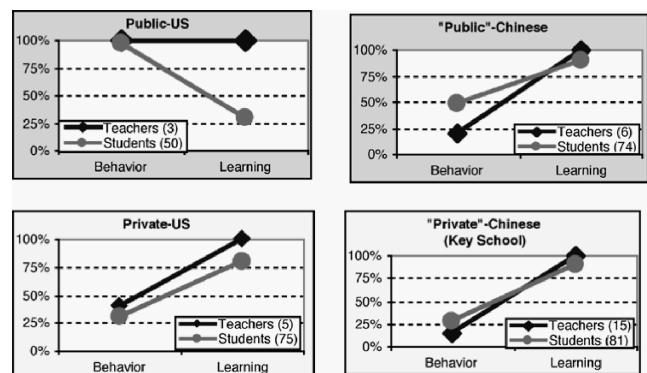 Public-US
100%
75%
50%
25%
0%
Teachers (3)
Students (50)
Behavior Learning
"Public"-Chinese
100%
75%
50%
25%
0%
Teachers (6)
Students (74)
Behavior Learning
Private-US
100%
75%
50%
25%
0%
Teachers (5)
Students (75)
Behavior Learning
"Private"-Chinese
(Key School)
100%
75%
50%
25%
0%
Teachers (15)
Students (81)
Behavior Learning